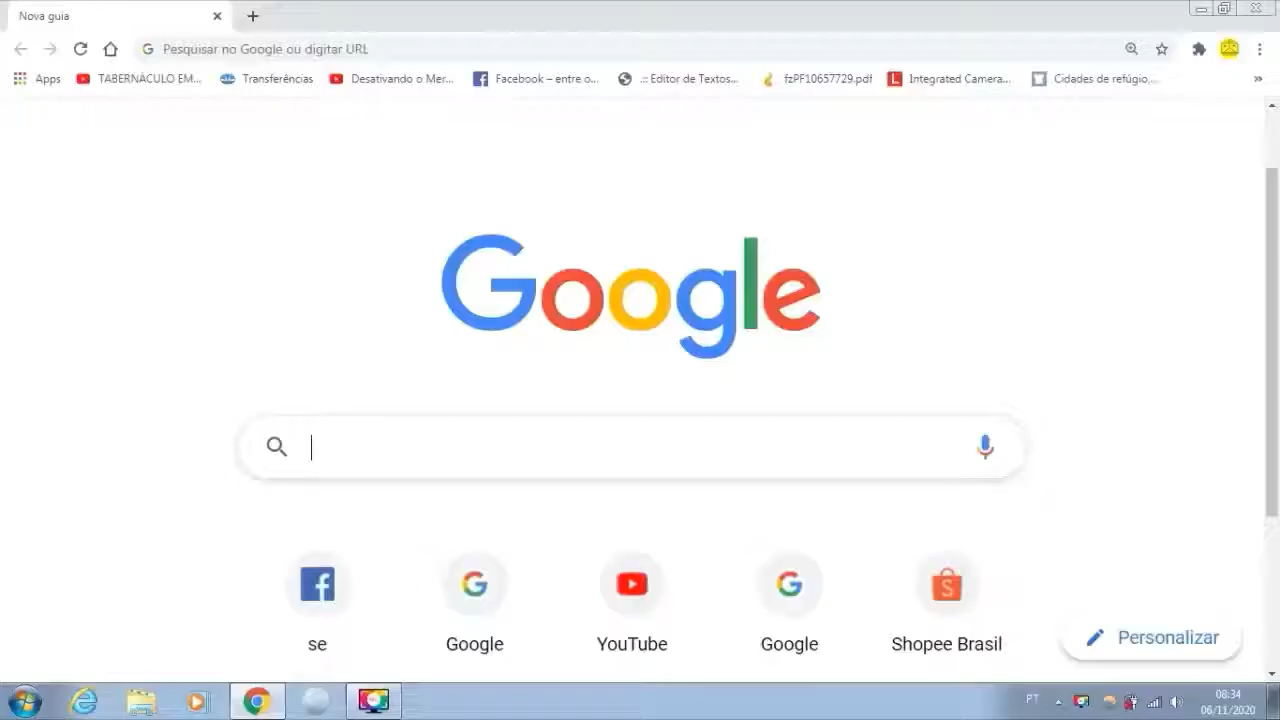 Nova guia
Pesquisar no Google ou digitar URL
Apps TABERNÁCULO EM... Transferências Desativando o Mer... Facebook – entre o... .:: Editor de Textos... fzPF10657729.pdf Integrated Camera... Cidades de refúgio,...
Google
se Google YouTube Google Shopee Brasil
Personalizar
PT 08:34
06/11/2020